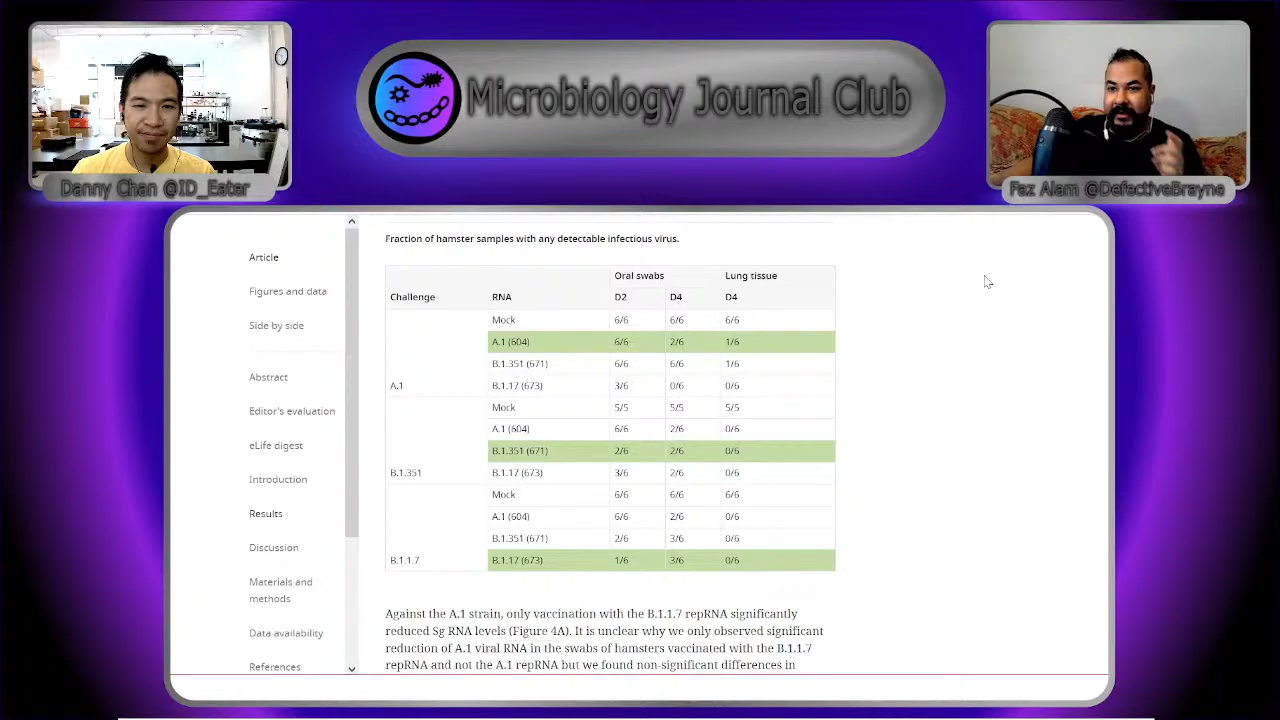 Microbiology Journal Club
Danny Chan @ID_Eater
Faz Alam @DefectiveBrayne
Article
Figures and data
Side by side
Abstract
Editor's evaluation
eLife digest
Introduction
Results
Discussion
Materials and
methods
Data availability
References
Fraction of hamster samples with any detectable infectious virus.
Oral swabs Lung tissue
Challenge RNA D2 D4 D4
Mock 6/6 6/6 6/6
A.1 (604) 6/6 2/6 1/6
B.1.351 (671) 6/6 6/6 1/6
A.1 B.1.17 (673) 3/6 0/6 0/6
Mock 5/5 5/5 5/5
A.1 (604) 6/6 2/6 0/6
B.1.351 (671) 2/6 2/6 0/6
B.1.351 B.1.17 (673) 3/6 2/6 0/6
Mock 6/6 6/6 6/6
A.1 (604) 6/6 2/6 0/6
B.1.351 (671) 2/6 3/6 0/6
B.1.1.7 B.1.17 (673) 1/6 3/6 0/6
Against the A.1 strain, only vaccination with the B.1.1.7 repRNA significantly
reduced Sg RNA levels (Figure 4A). It is unclear why we only observed significant
reduction of A.1 viral RNA in the swabs of hamsters vaccinated with the B.1.1.7
repRNA and not the A.1 repRNA but we found non-significant differences in